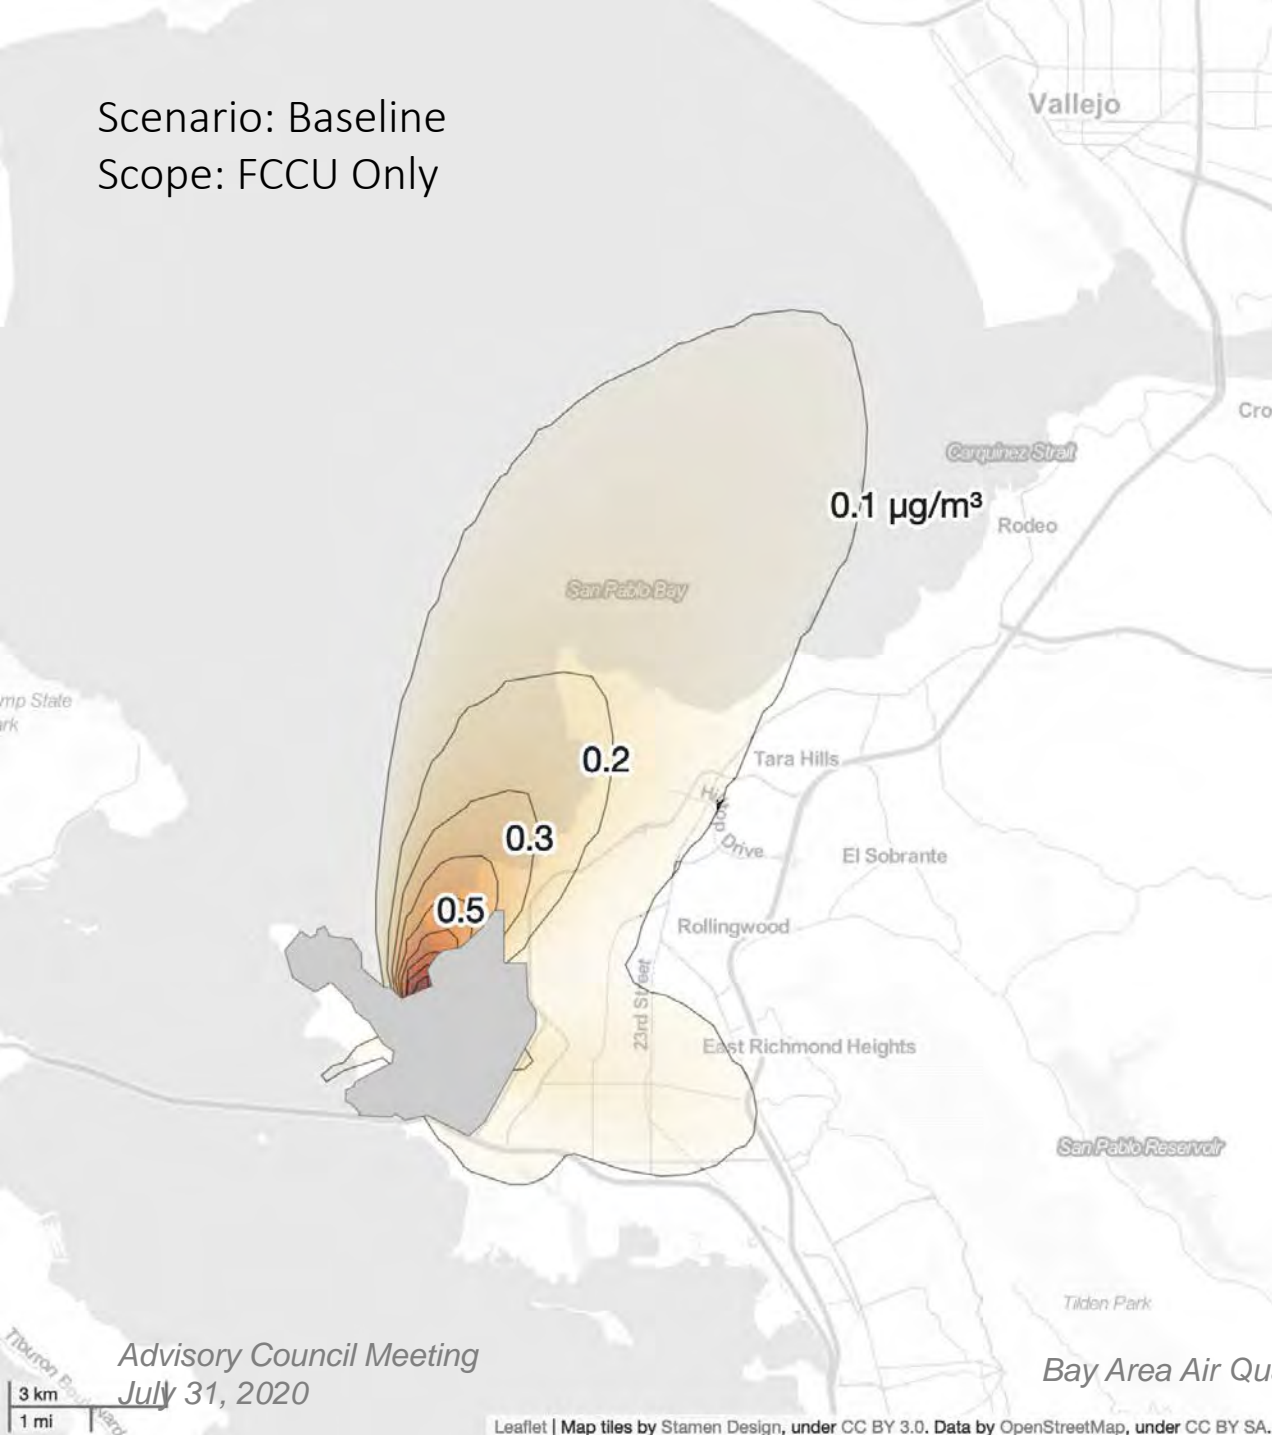 Scenario: Baseline
Scope: FCCU Only
Vallejo
Cro
Carquinez Strait
0.1 µg/m³
Rodeo
San Pablo Bay
mp State
ark
0.2
Tara Hills
Hill
top
Drive
0.3
El Sobrante
0.5
Rollingwood
23rd Street
East Richmond Heights
San Pablo Reservoir
Tilden Park
Tiburon Boulevard
Advisory Council Meeting
July 31, 2020
Bay Area Air Qu
3 km
1 mi
Leaflet | Map tiles by Stamen Design, under CC BY 3.0. Data by OpenStreetMap, under CC BY SA.